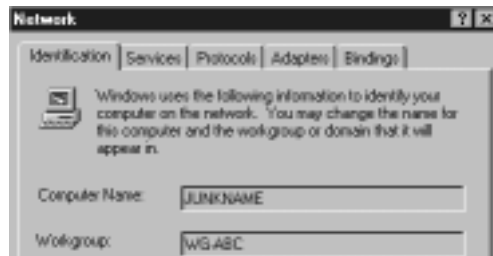 Network
Identification Services Protocols Adapters Bindings
Windows uses the following information to identify your
computer on the network. You may change the name for
this computer and the workgroup or domain that it will
appear in.
Computer Name: JUNKNAME
Workgroup: WG-ABC